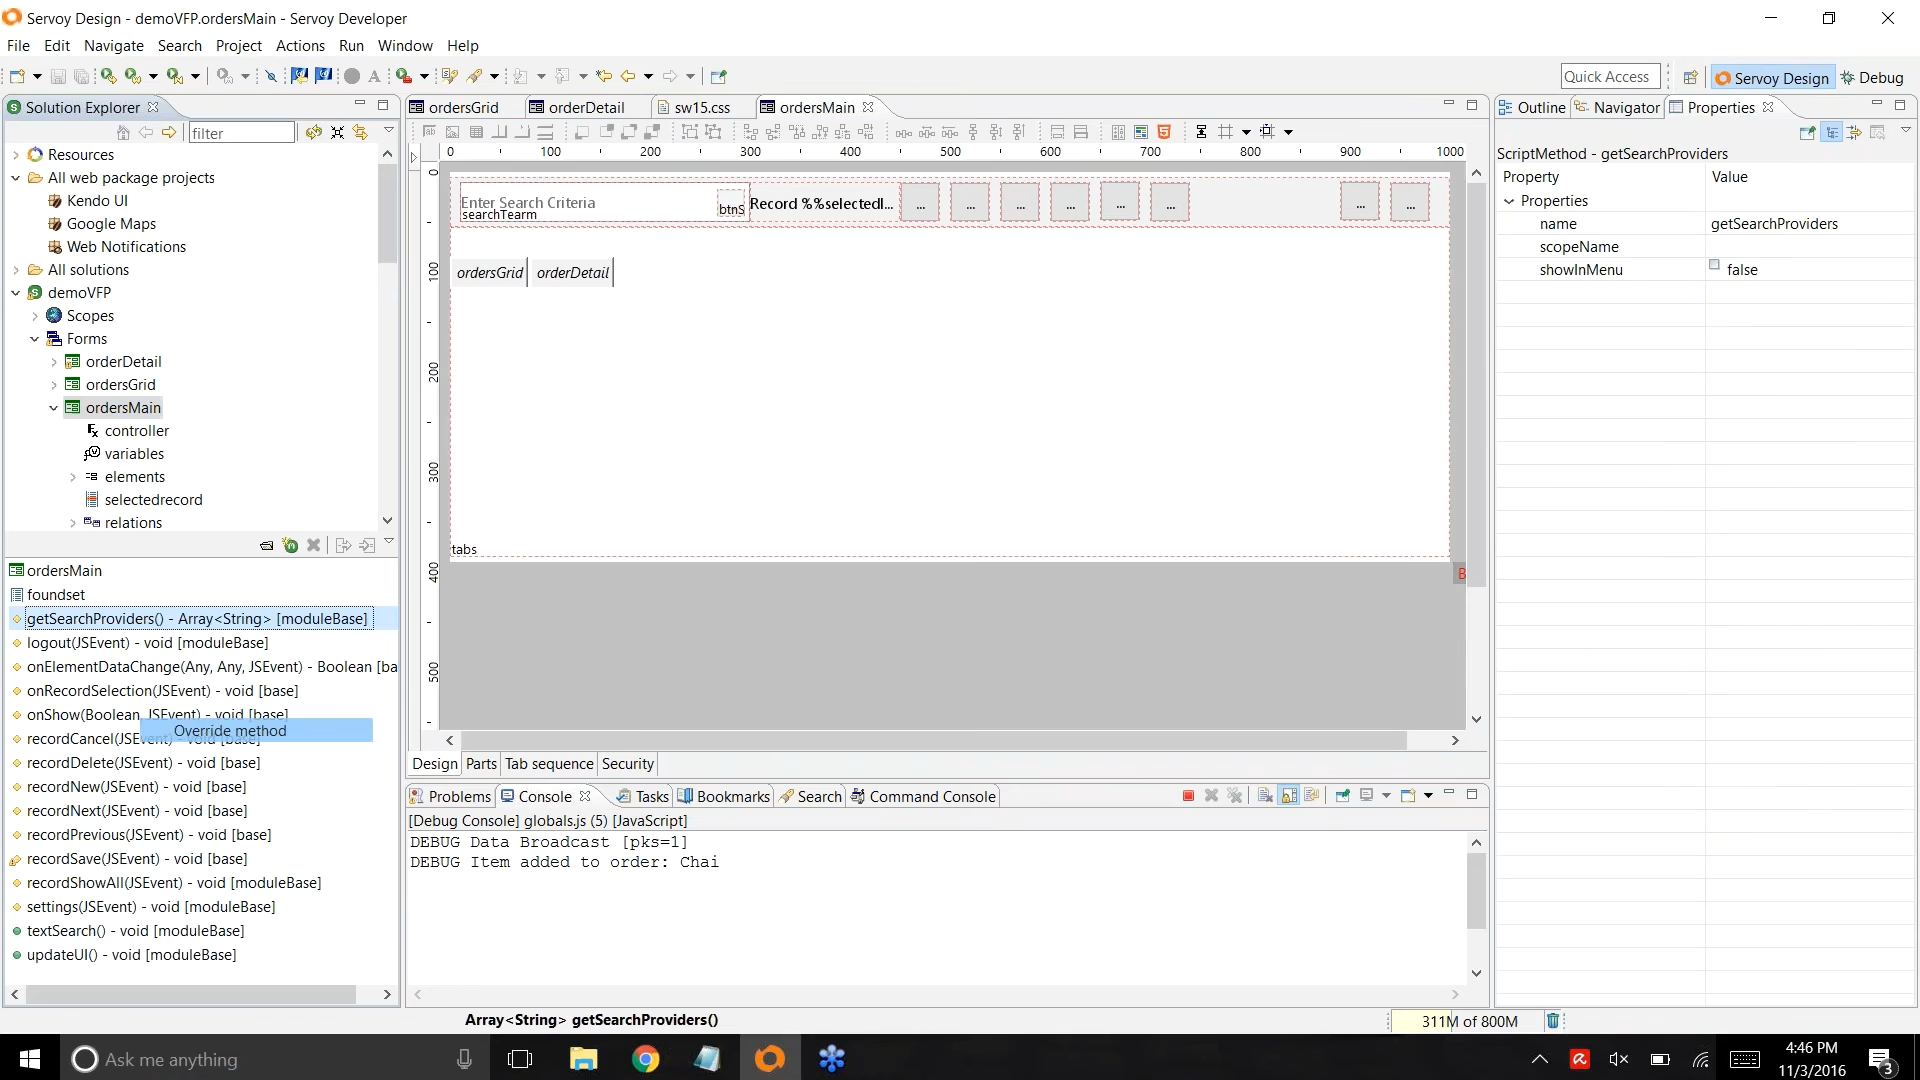 Servoy Design - demoVFP.ordersMain - Servoy Developer
File Edit Navigate Search Project Actions Run Window Help
Quick Access
Servoy Design
Debug
Solution Explorer
ordersGrid
orderDetail
sw15.css
ordersMain
Outline
Navigator
Properties
filter
0 100 200 300 400 500 600 700 800 900 1000
ScriptMethod - getSearchProviders
Property Value
Properties
name getSearchProviders
scopeName
showInMenu false
Resources
All web package projects
Kendo UI
Google Maps
Web Notifications
All solutions
demoVFP
Scopes
Forms
orderDetail
ordersGrid
ordersMain
controller
variables
elements
selectedrecord
relations
0
100
200
300
400
500
Enter Search Criteria
searchTearm
btnS
Record %%selectedI...
... ... ... ... ... ... ... ...
ordersGrid orderDetail
tabs
B
ordersMain
foundset
getSearchProviders() - Array<String> [moduleBase]
logout(JSEvent) - void [moduleBase]
onElementDataChange(Any, Any, JSEvent) - Boolean [ba
onRecordSelection(JSEvent) - void [base]
onShow(Boolean, JSEvent) - void [base]
Override method
recordCancel(JSEvent) - void [base]
recordDelete(JSEvent) - void [base]
recordNew(JSEvent) - void [base]
recordNext(JSEvent) - void [base]
recordPrevious(JSEvent) - void [base]
recordSave(JSEvent) - void [base]
recordShowAll(JSEvent) - void [moduleBase]
settings(JSEvent) - void [moduleBase]
textSearch() - void [moduleBase]
updateUI() - void [moduleBase]
Design Parts Tab sequence Security
Problems Console Tasks Bookmarks Search Command Console
[Debug Console] globals.js (5) [JavaScript]
DEBUG Data Broadcast [pks=1]
DEBUG Item added to order: Chai
Array<String> getSearchProviders()
311M of 800M
Ask me anything
4:46 PM
11/3/2016
3